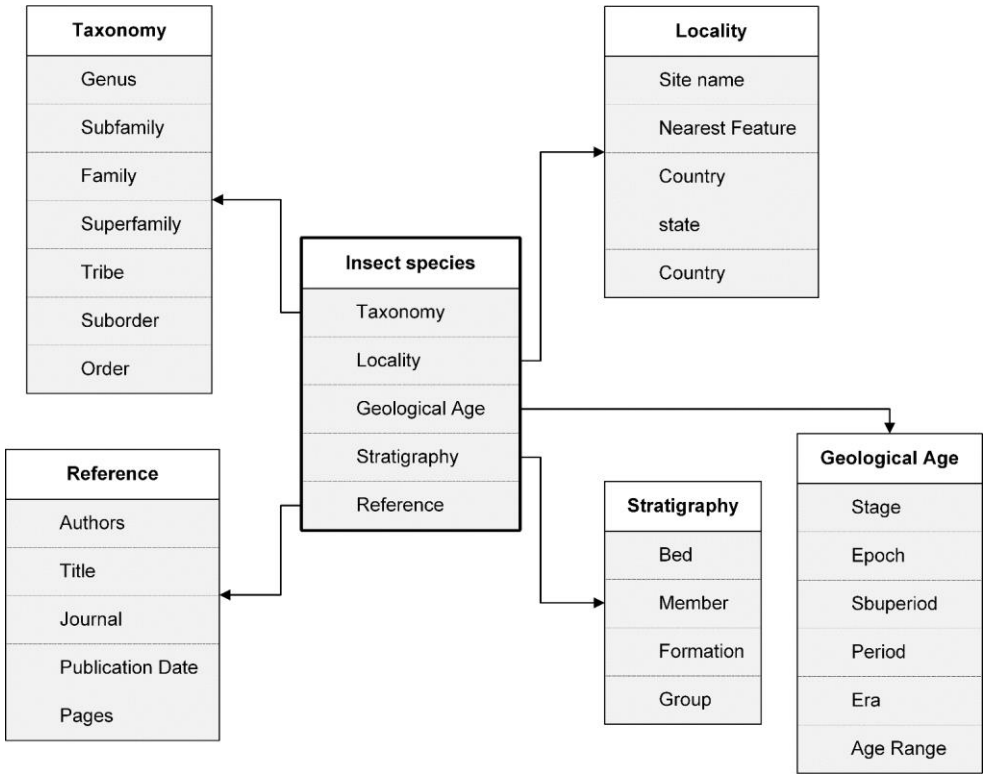 Taxonomy
Genus
Subfamily
Family
Superfamily
Tribe
Suborder
Order
Locality
Site name
Nearest Feature
Country
state
Country
Insect species
Taxonomy
Locality
Geological Age
Stratigraphy
Reference
Reference
Authors
Title
Journal
Publication Date
Pages
Stratigraphy
Bed
Member
Formation
Group
Geological Age
Stage
Epoch
Sbuperiod
Period
Era
Age Range